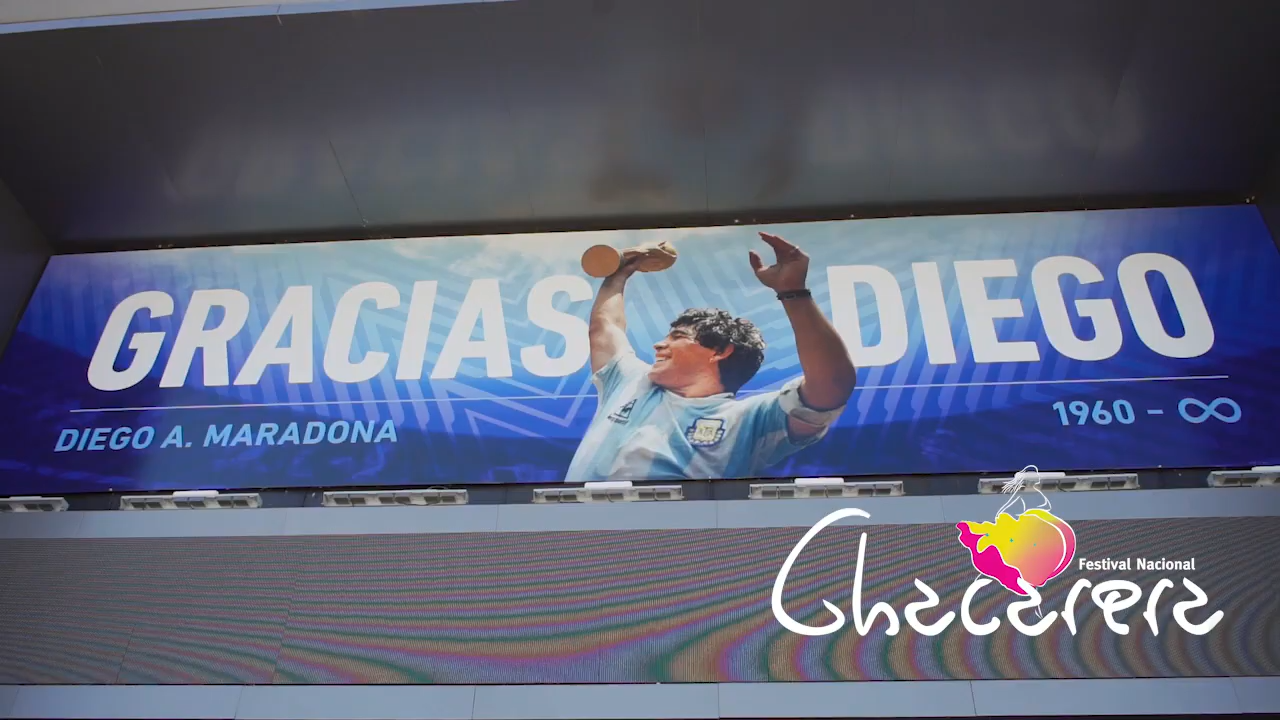 GRACIAS DIEGO
DIEGO A. MARADONA
1960 - ∞
Festival Nacional
Chacarera